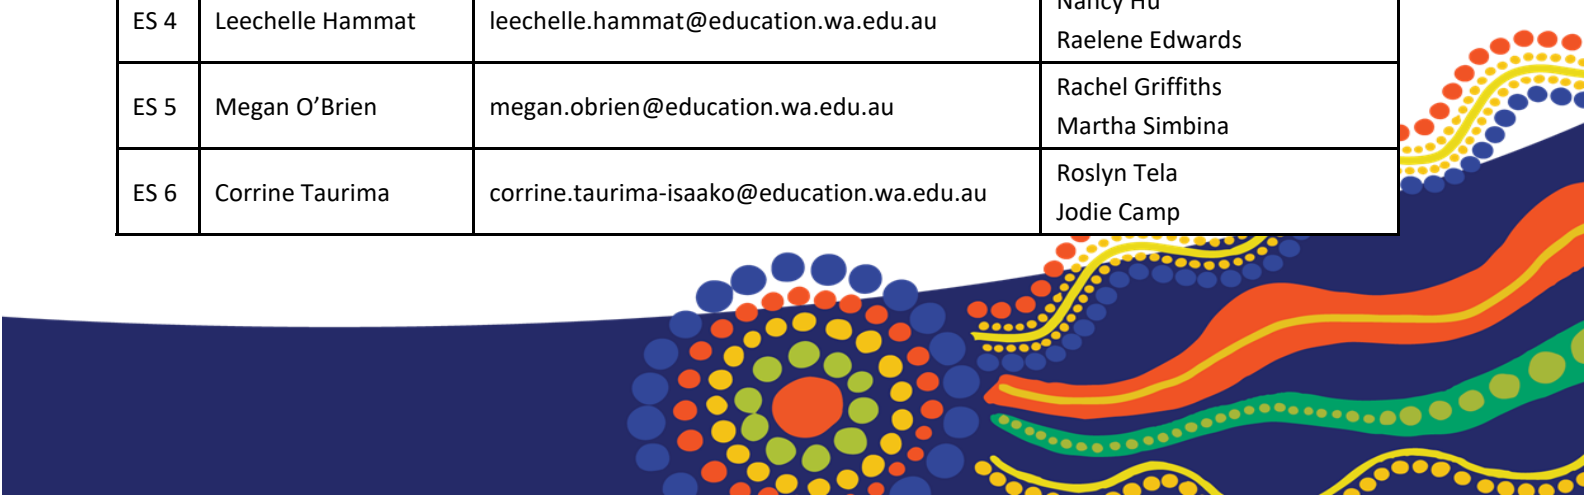 Nancy Hu
ES 4 Leechelle Hammat leechelle.hammat@education.wa.edu.au
Raelene Edwards
Rachel Griffiths
ES 5 Megan O’Brien megan.obrien@education.wa.edu.au
Martha Simbina
Roslyn Tela
ES 6 Corrine Taurima corrine.taurima-isaako@education.wa.edu.au
Jodie Camp